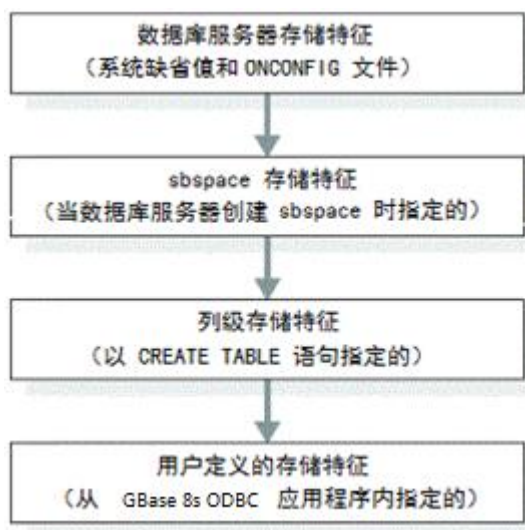 数据库服务器存储特征
（系统缺省值和 ONCONFIG 文件）
sbspace 存储特征
（当数据库服务器创建 sbspace 时指定的）
列级存储特征
（以 CREATE TABLE 语句指定的）
用户定义的存储特征
（从 GBase 8s ODBC 应用程序内指定的）